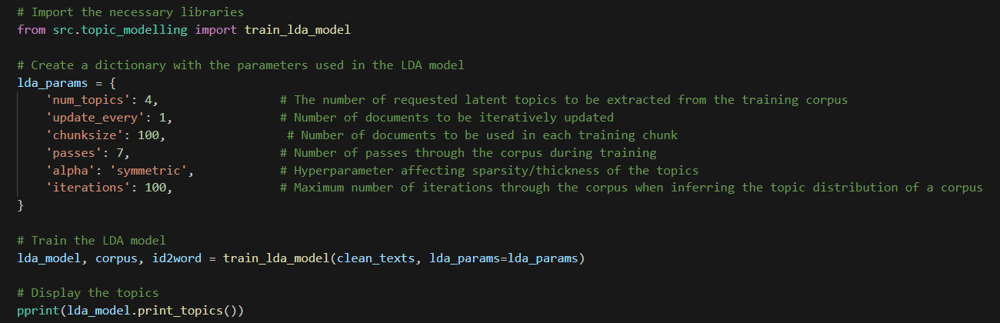 # Import the necessary libraries
from src.topic_modelling import train_lda_model
# Create a dictionary with the parameters used in the LDA model
lda_params = {
    'num_topics': 4,                 # The number of requested latent topics to be extracted from the training corpus
    'update_every': 1,               # Number of documents to be iteratively updated
    'chunksize': 100,                 # Number of documents to be used in each training chunk
    'passes': 7,                     # Number of passes through the corpus during training
    'alpha': 'symmetric',            # Hyperparameter affecting sparsity/thickness of the topics
    'iterations': 100,               # Maximum number of iterations through the corpus when inferring the topic distribution of a corpus
}
# Train the LDA model
lda_model, corpus, id2word = train_lda_model(clean_texts, lda_params=lda_params)
# Display the topics
pprint(lda_model.print_topics())